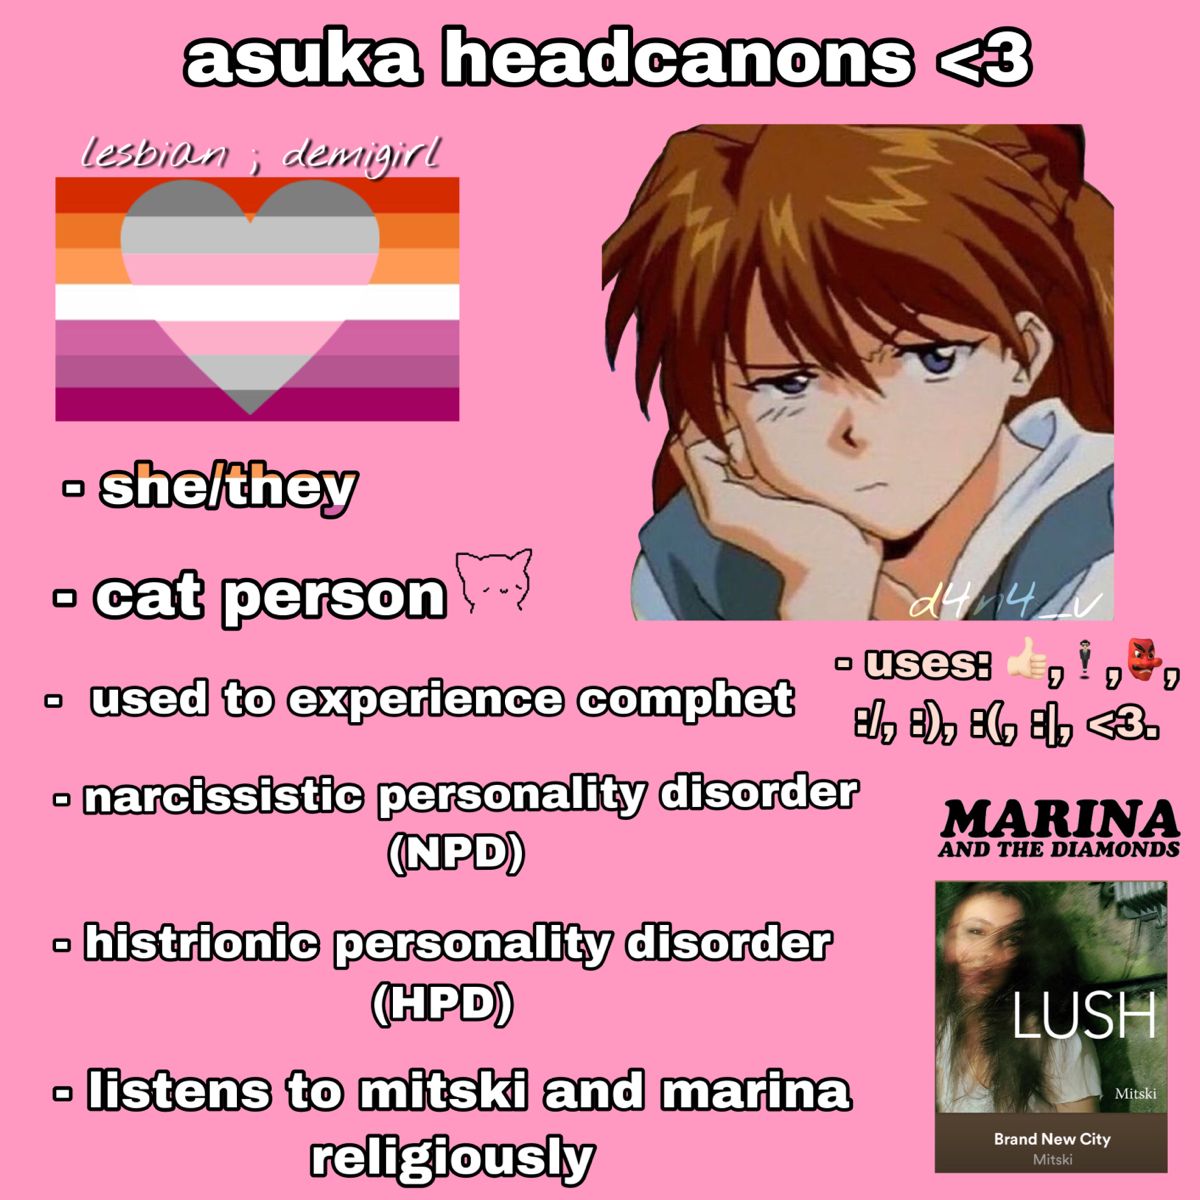 asuka headcanons <3
lesbian ; demigirl
- she/they
- cat person
d4n4_v
- uses: 👍🏻, 🕴🏻, 👺,
:/, :), :(, :|, <3.
- used to experience comphet
- narcissistic personality disorder
(NPD)
- histrionic personality disorder
(HPD)
- listens to mitski and marina
religiously
MARINA
AND THE DIAMONDS
LUSH
Mitski
Brand New City
Mitski